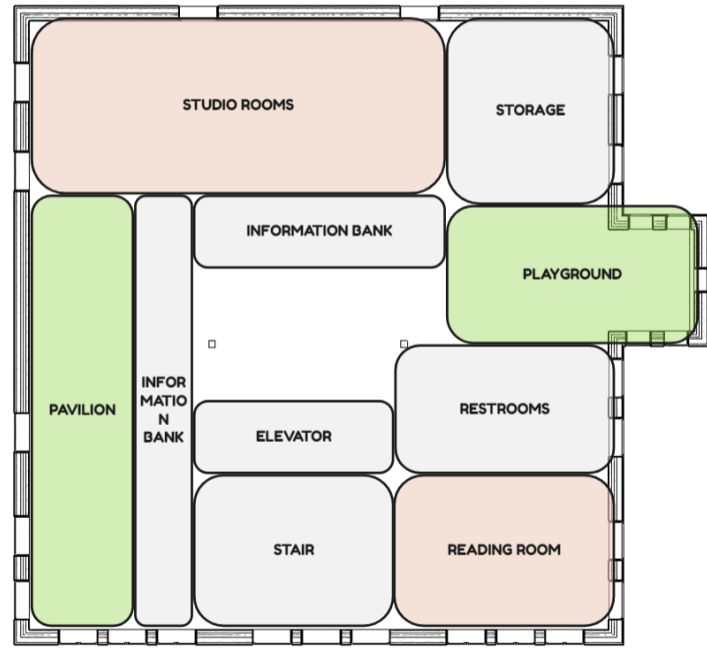 STUDIO ROOMS
STORAGE
INFORMATION BANK
PLAYGROUND
PAVILION
INFOR
MATIO
N
BANK
RESTROOMS
ELEVATOR
STAIR
READING ROOM